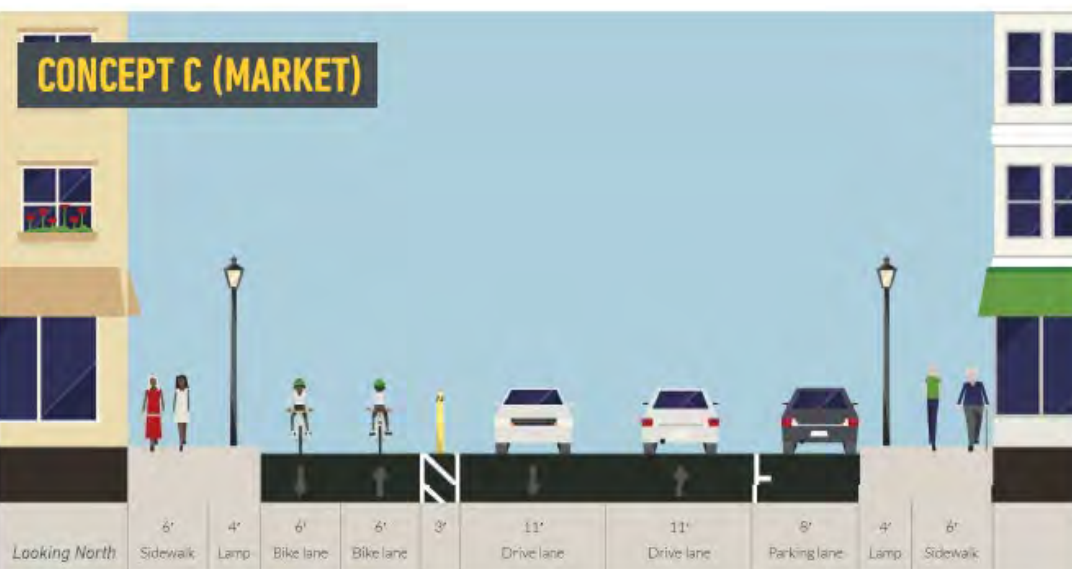 CONCEPT C (MARKET)
6' 4' 6' 6' 3' 11' 11' 8' 4' 6'
Looking North Sidewalk Lamp Bike lane Bike lane Drive lane Drive lane Parking lane Lamp Sidewalk